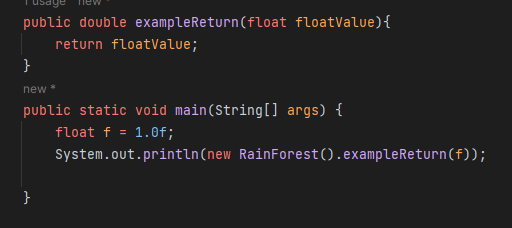 1 usage new *
public double exampleReturn(float floatValue){
return floatValue;
}
new *
public static void main(String[] args) {
float f = 1.0f;
System.out.println(new RainForest().exampleReturn(f));
}